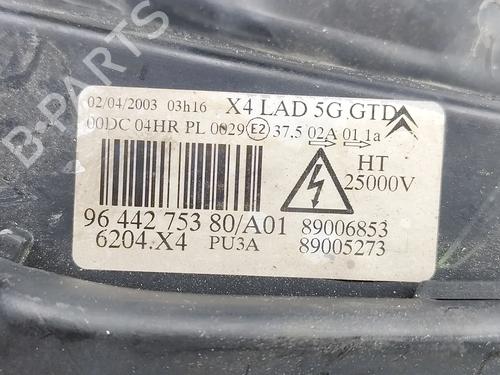 02/04/2003 03h16 X4 LAD 5G.GTD
00DC 04HR PL 0029 E2 37.5 02A 01 1a
HT
25000V
96 442 753 80/A01 89006853
6204.X4 PU3A 89005273